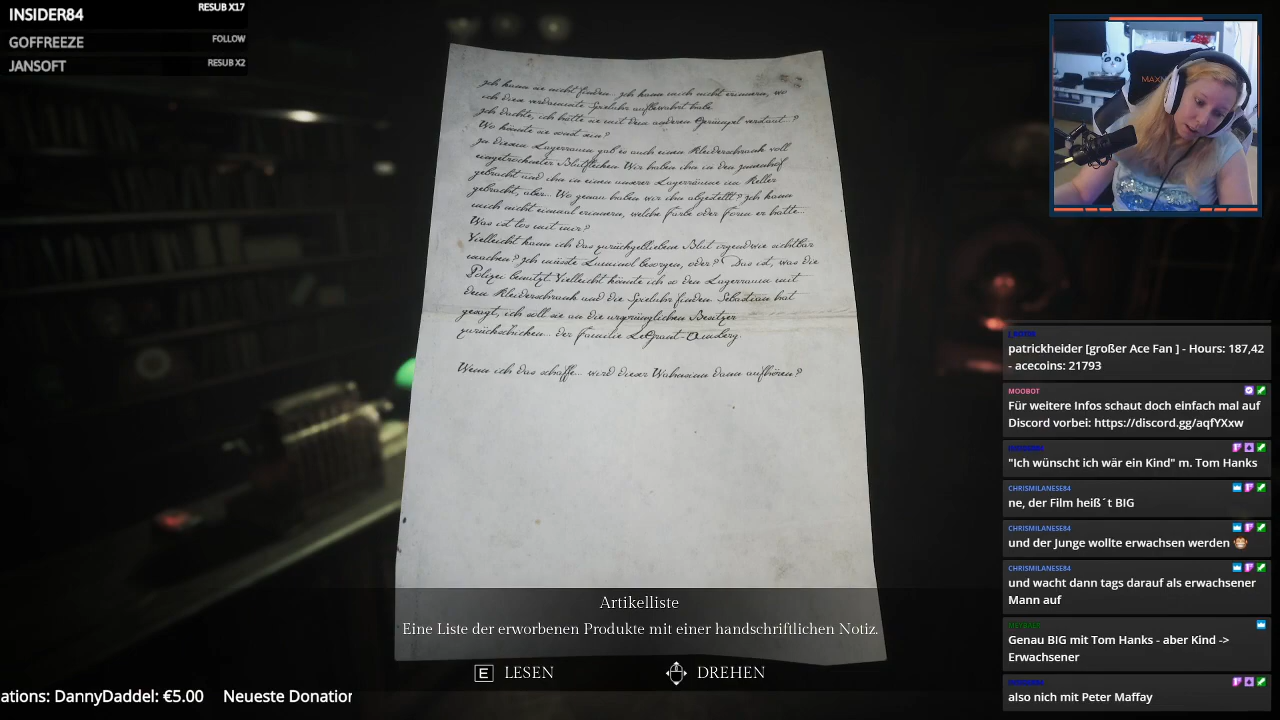 INSIDER84
RESUB X17
GOFFREEZE
FOLLOW
JANSOFT
RESUB X2
MAXN
Ich kann sie nicht finden... Ich kann mich nicht erinnern, wo
ich diese verdammte Spieluhr aufbewahrt habe.
Ich dachte, ich hätte sie mit dem anderen Gerümpel verstaut...?
Wo könnte sie sonst sein?
In diesem Lagerraum gab es auch einen Kleiderschrank voll
eingetrockneter Blutflecken. Wir haben ihn in den Innenhof
gebracht und ihn in einen unserer Lagerräume im Keller
gebracht, aber... Wo genau haben wir ihn abgestellt? Ich kann
mich nicht einmal erinnern, welche Farbe oder Form er hatte...
Was ist los mit mir?
Vielleicht kann ich das zurückgebliebene Blut irgendwie sichtbar
machen? Ich müsste Luminol besorgen, oder? Das ist, was die
Polizei benutzt. Vielleicht könnte ich so den Lagerraum mit
dem Kleiderschrank und die Spieluhr finden. Sebastian hat
gesagt, ich soll sie an die ursprünglichen Besitzer
zurückschicken... der Familie LeGrant-
Wenn ich das schaffe... wird dieser Wahnsinn dann aufhören?
Artikelliste
Eine Liste der erworbenen Produkte mit einer handschriftlichen Notiz.
E LESEN
DREHEN
patrickheider [großer Ace Fan ] - Hours: 187,42
- acecoins: 21793
MOOBOT
Für weitere Infos schaut doch einfach mal auf
Discord vorbei: https://discord.gg/aqfYXxw
"Ich wünscht ich wär ein Kind" m. Tom Hanks
CHRISMILANESE84
ne, der Film heiß´t BIG
CHRISMILANESE84
und der Junge wollte erwachsen werden
CHRISMILANESE84
und wacht dann tags darauf als erwachsener
Mann auf
Genau BIG mit Tom Hanks - aber Kind ->
Erwachsener
also nich mit Peter Maffay
ations: DannyDaddel: €5.00
Neueste Donation